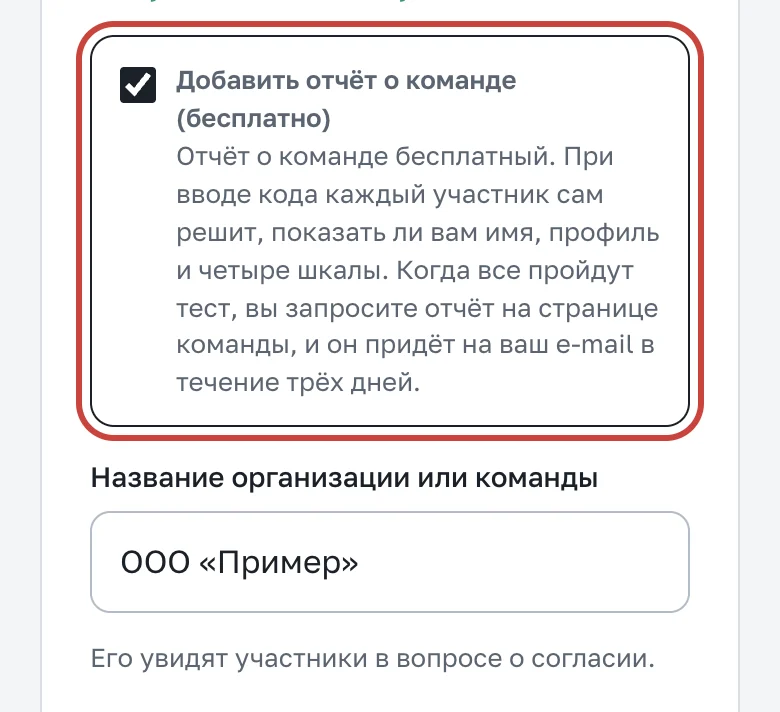 Добавить отчёт о команде
(бесплатно)
Отчёт о команде бесплатный. При
вводе кода каждый участник сам
решит, показать ли вам имя, профиль
и четыре шкалы. Когда все пройдут
тест, вы запросите отчёт на странице
команды, и он придёт на ваш e-mail в
течение трёх дней.
Название организации или команды
ООО «Пример»
Его увидят участники в вопросе о согласии.